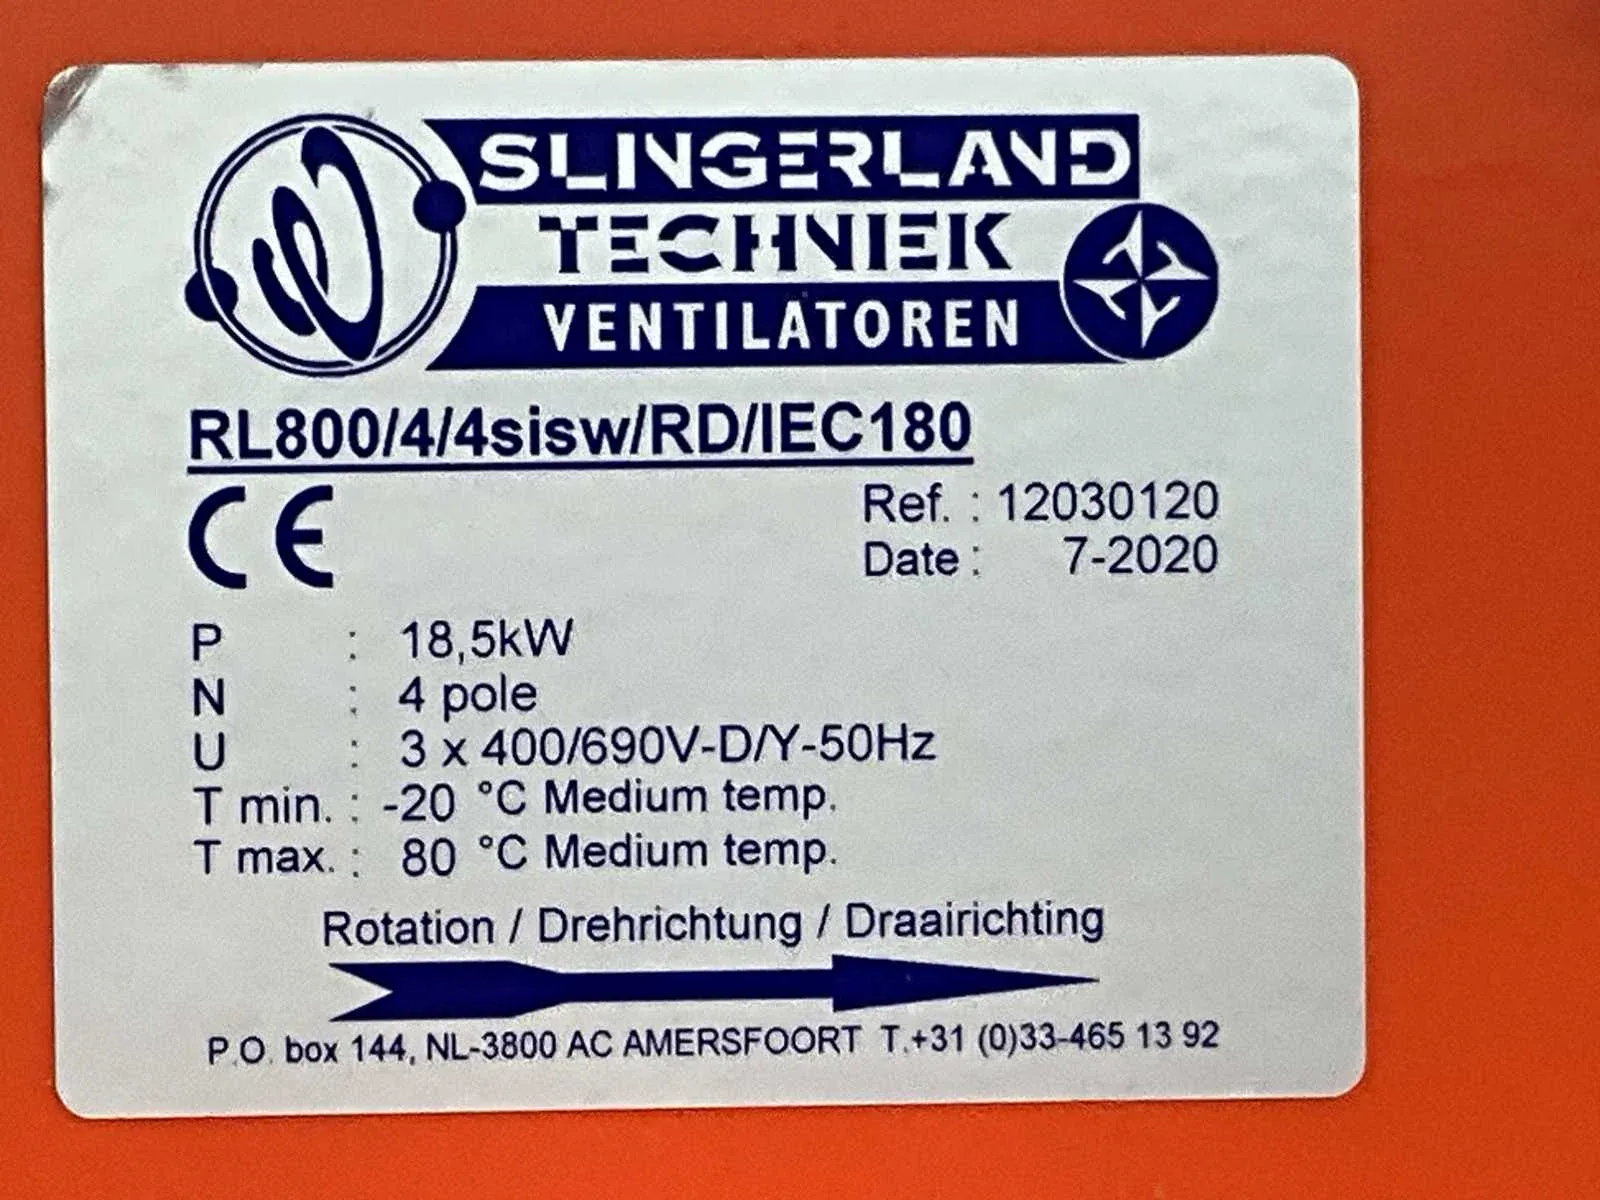 SLINGERLAND
TECHNIEK
VENTILATOREN
RL800/4/4sisw/RD/IEC180
CE
Ref. : 12030120
Date : 7-2020
P : 18,5kW
N : 4 pole
U : 3 x 400/690V-D/Y-50Hz
T min. : -20 °C Medium temp.
T max. : 80 °C Medium temp.
Rotation / Drehrichtung / Draairichting
P.O. box 144, NL-3800 AC AMERSFOORT T.+31 (0)33-465 13 92